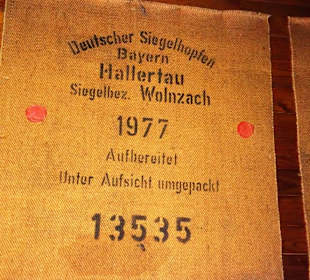 Deutscher Siegelhopfen
Bayern
Hallertau
Siegelbez. Wolnzach
1977
Aufbereitet
Unter Aufsicht umgepackt
13535